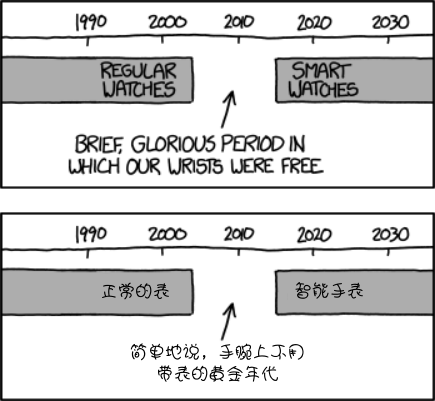 1990 2000 2010 2020 2030
REGULAR
WATCHES
SMART
WATCHES
BRIEF, GLORIOUS PERIOD IN
WHICH OUR WRISTS WERE FREE
1990 2000 2010 2020 2030
正常的表
智能手表
简单地说，手腕上不用
带表的黄金年代